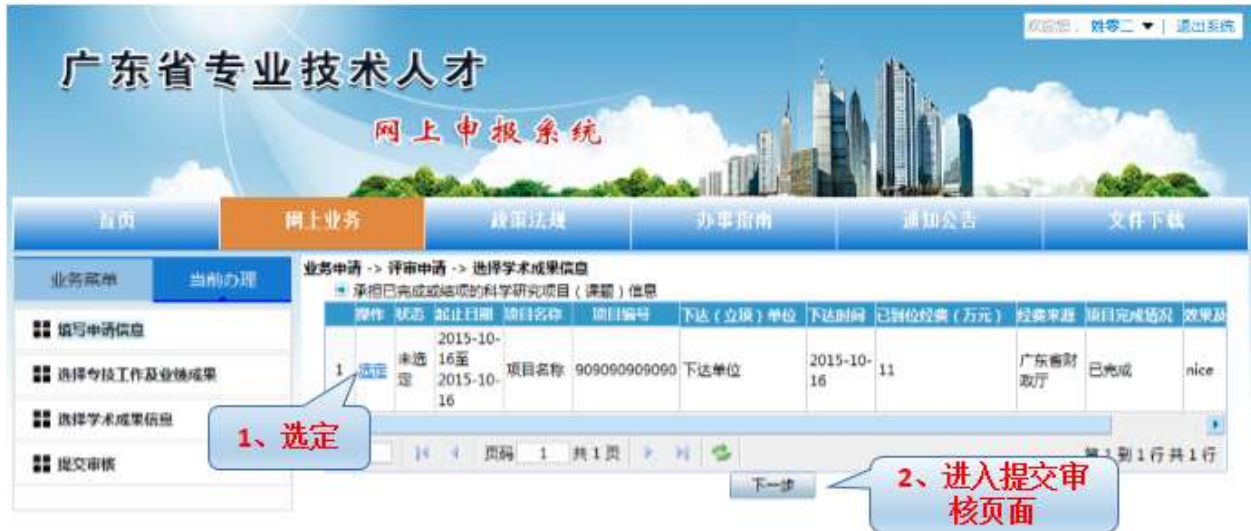 欢迎您, 姓零二 ▼ | 退出系统
广东省专业技术人才
网上申报系统
首页 网上业务 政策法规 办事指南 通知公告 文件下载
业务菜单 当前办理
填写申请信息
选择专技工作及业绩成果
选择学术成果信息
提交审核
业务申请 -> 评审申请 -> 选择学术成果信息
承担已完成或结项的科学研究项目(课题)信息
操作 状态 起止日期 项目名称 项目编号 下达(立项)单位 下达时间 已到位经费(万元) 经费来源 项目完成情况 效果及
1 选定 未选定 2015-10-16至2015-10-16 项目名称 909090909090 下达单位 2015-10-16 11 广东省财政厅 已完成 nice
1、选定
页码 1 共1页
第1到1行 共1行
下一步
2、进入提交审
核页面